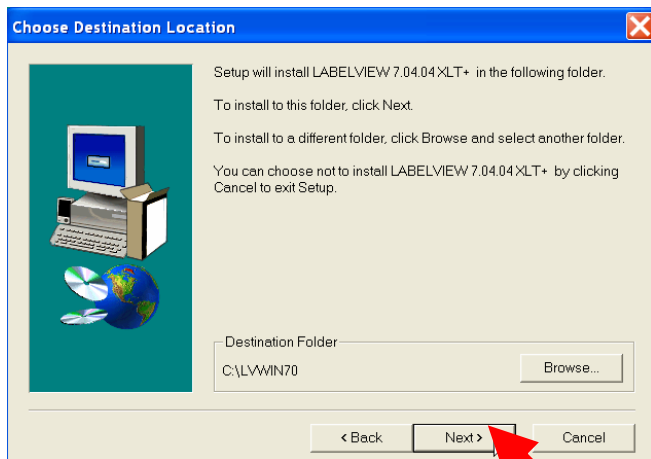 Choose Destination Location
Setup will install LABELVIEW 7.04.04 XLT+ in the following folder.
To install to this folder, click Next.
To install to a different folder, click Browse and select another folder.
You can choose not to install LABELVIEW 7.04.04 XLT+ by clicking
Cancel to exit Setup.
Destination Folder
C:\LVWIN70
Browse...
< Back
Next >
Cancel